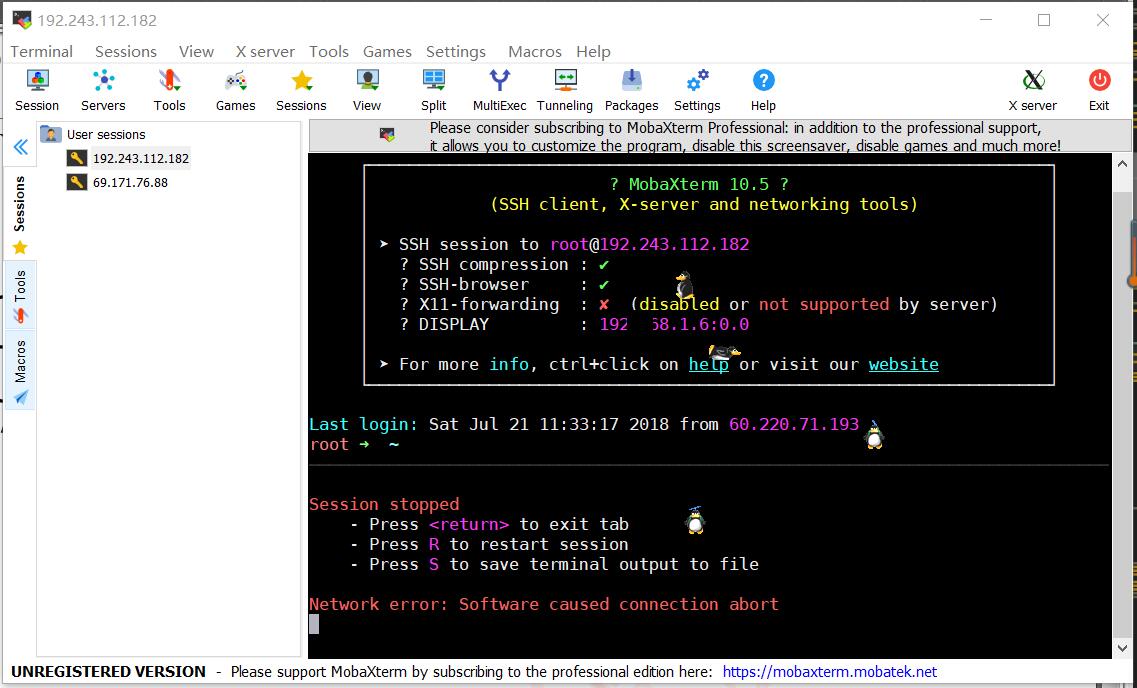 192.243.112.182
Terminal Sessions View X server Tools Games Settings Macros Help
Session Servers Tools Games Sessions View Split MultiExec Tunneling Packages Settings Help X server Exit
User sessions
192.243.112.182
69.171.76.88
Sessions
Tools
Macros
Please consider subscribing to MobaXterm Professional: in addition to the professional support,
it allows you to customize the program, disable this screensaver, disable games and much more!
? MobaXterm 10.5 ?
(SSH client, X-server and networking tools)
➤ SSH session to root@192.243.112.182
? SSH compression : ✔
? SSH-browser : ✔
? X11-forwarding : ✘ (disabled or not supported by server)
? DISPLAY : 192 68.1.6:0.0
➤ For more info, ctrl+click on help or visit our website
Last login: Sat Jul 21 11:33:17 2018 from 60.220.71.193
root ➜ ~
Session stopped
- Press <return> to exit tab
- Press R to restart session
- Press S to save terminal output to file
Network error: Software caused connection abort
UNREGISTERED VERSION - Please support MobaXterm by subscribing to the professional edition here: https://mobaxterm.mobatek.net